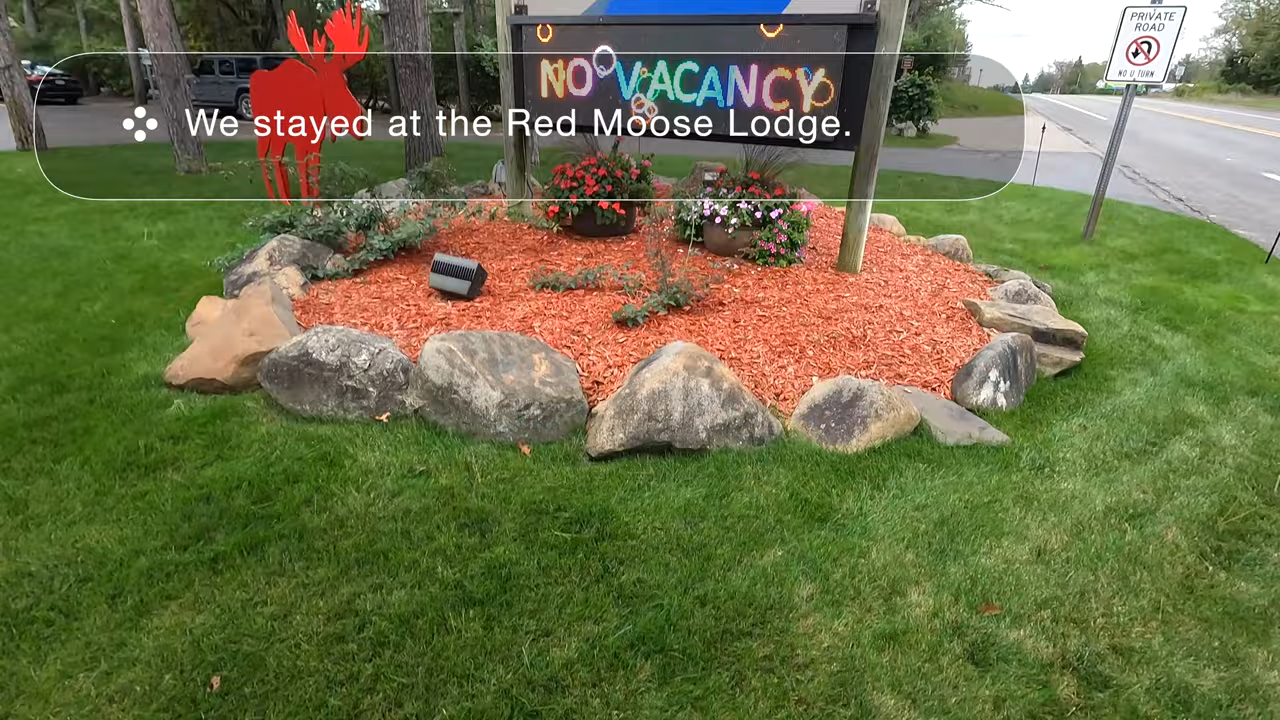 PRIVATE
ROAD
NO U TURN
NO VACANCY
We stayed at the Red Moose Lodge.